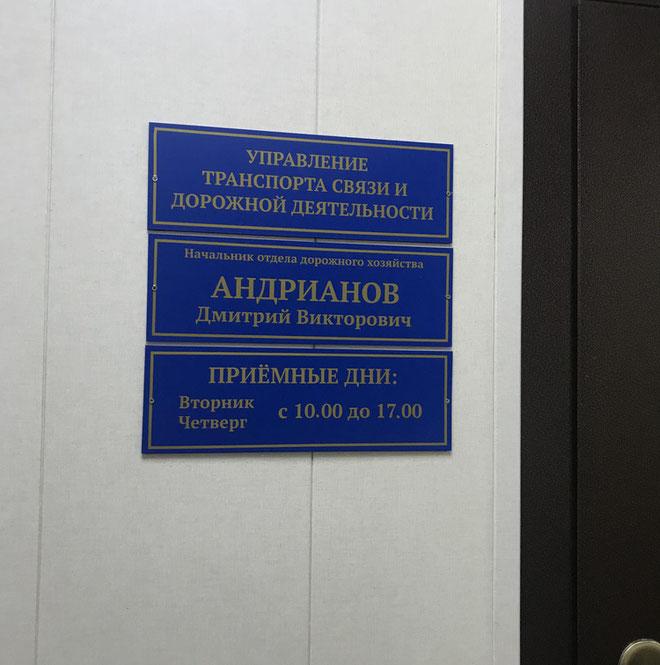 УПРАВЛЕНИЕ
ТРАНСПОРТА СВЯЗИ И
ДОРОЖНОЙ ДЕЯТЕЛЬНОСТИ
Начальник отдела дорожного хозяйства
АНДРИАНОВ
Дмитрий Викторович
ПРИЁМНЫЕ ДНИ:
Вторник
Четверг
с 10.00 до 17.00